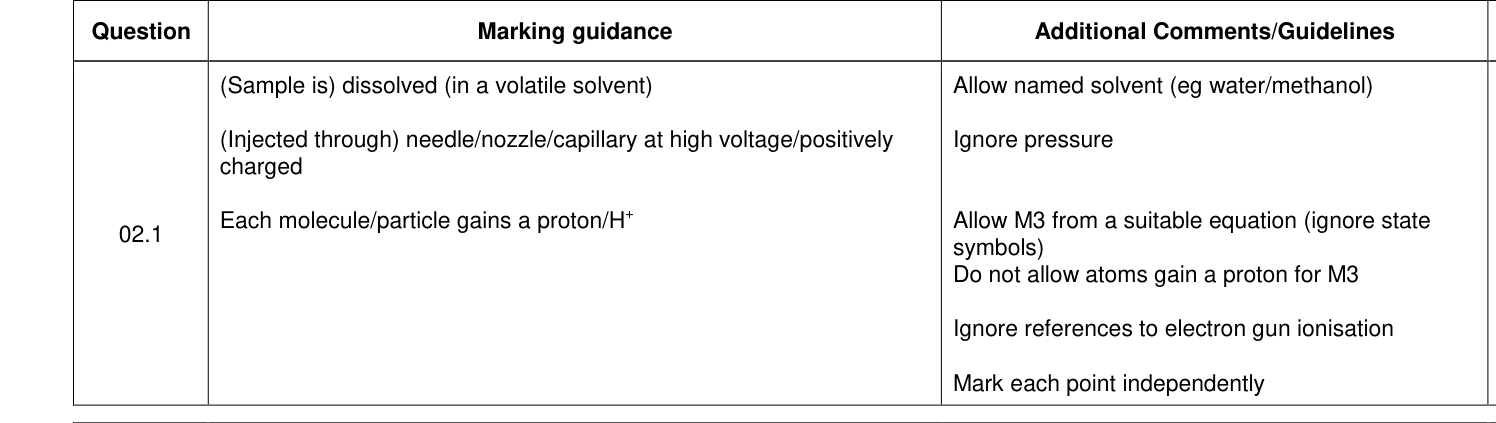 Question Marking guidance Additional Comments/Guidelines
02.1
(Sample is) dissolved (in a volatile solvent)
(Injected through) needle/nozzle/capillary at high voltage/positively
charged
Each molecule/particle gains a proton/H⁺
Allow named solvent (eg water/methanol)
Ignore pressure
Allow M3 from a suitable equation (ignore state
symbols)
Do not allow atoms gain a proton for M3
Ignore references to electron gun ionisation
Mark each point independently